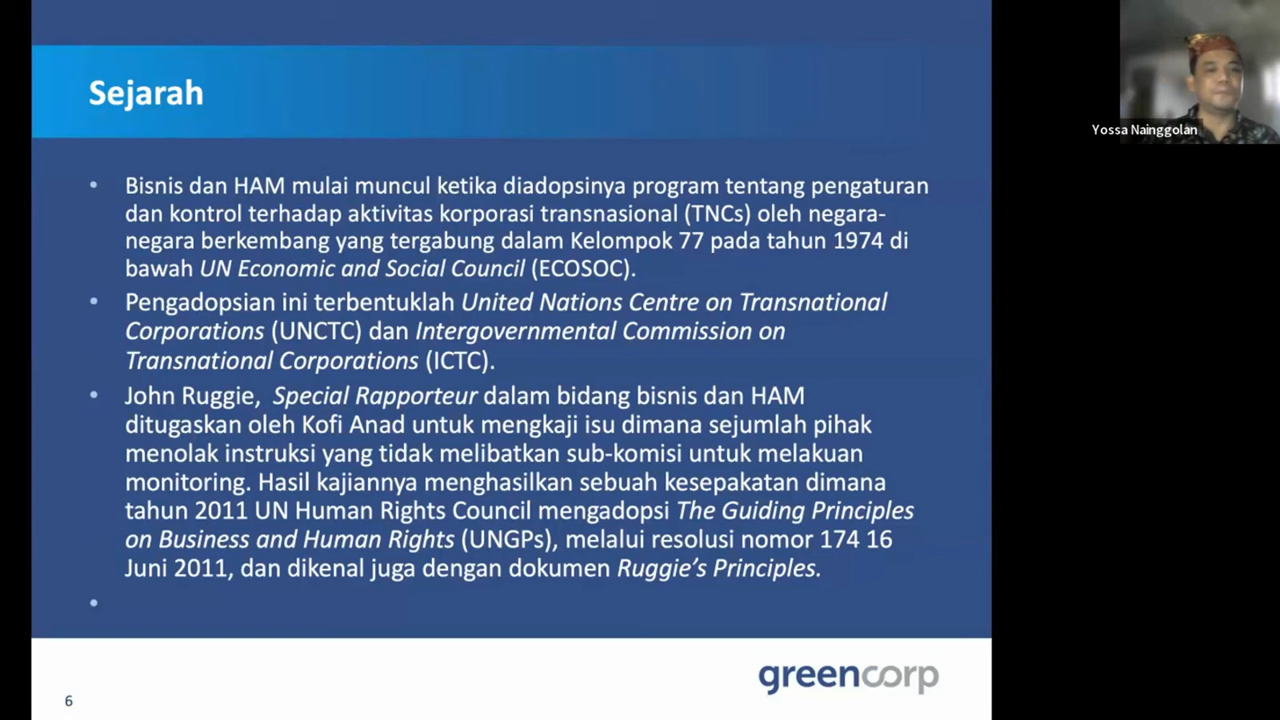 Sejarah
• Bisnis dan HAM mulai muncul ketika diadopsinya program tentang pengaturan
dan kontrol terhadap aktivitas korporasi transnasional (TNCs) oleh negara-
negara berkembang yang tergabung dalam Kelompok 77 pada tahun 1974 di
bawah UN Economic and Social Council (ECOSOC).
• Pengadopsian ini terbentuklah United Nations Centre on Transnational
Corporations (UNCTC) dan Intergovernmental Commission on
Transnational Corporations (ICTC).
• John Ruggie, Special Rapporteur dalam bidang bisnis dan HAM
ditugaskan oleh Kofi Anad untuk mengkaji isu dimana sejumlah pihak
menolak instruksi yang tidak melibatkan sub-komisi untuk melakuan
monitoring. Hasil kajiannya menghasilkan sebuah kesepakatan dimana
tahun 2011 UN Human Rights Council mengadopsi The Guiding Principles
on Business and Human Rights (UNGPs), melalui resolusi nomor 174 16
Juni 2011, dan dikenal juga dengan dokumen Ruggie’s Principles.
•
greencorp
6
Yossa Nainggolan